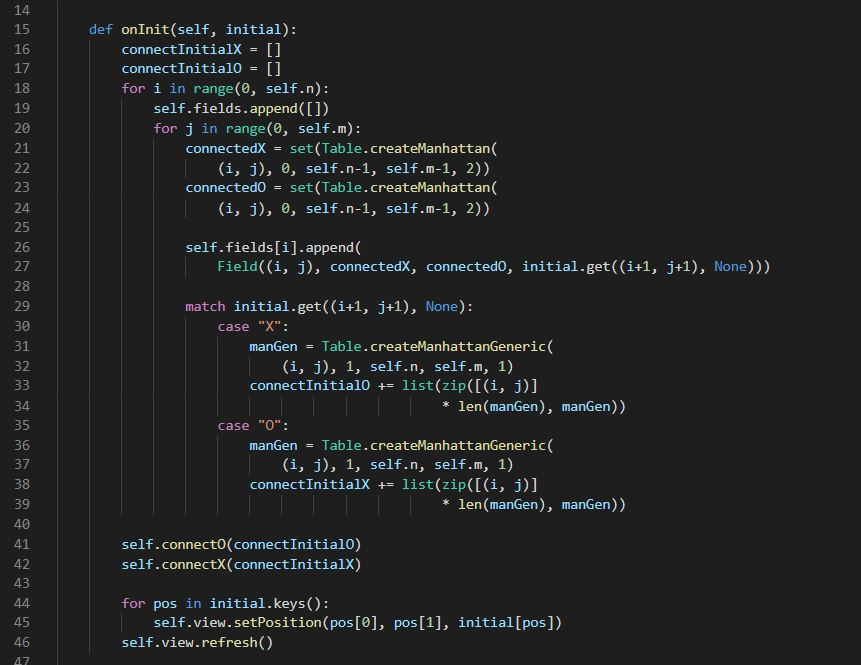 14
15 def onInit(self, initial):
16 connectInitialX = []
17 connectInitialO = []
18 for i in range(0, self.n):
19 self.fields.append([])
20 for j in range(0, self.m):
21 connectedX = set(Table.createManhattan(
22 (i, j), 0, self.n-1, self.m-1, 2))
23 connectedO = set(Table.createManhattan(
24 (i, j), 0, self.n-1, self.m-1, 2))
25
26 self.fields[i].append(
27 Field((i, j), connectedX, connectedO, initial.get((i+1, j+1), None)))
28
29 match initial.get((i+1, j+1), None):
30 case "X":
31 manGen = Table.createManhattanGeneric(
32 (i, j), 1, self.n, self.m, 1)
33 connectInitialO += list(zip([(i, j)]
34 * len(manGen), manGen))
35 case "O":
36 manGen = Table.createManhattanGeneric(
37 (i, j), 1, self.n, self.m, 1)
38 connectInitialX += list(zip([(i, j)]
39 * len(manGen), manGen))
40
41 self.connectO(connectInitialO)
42 self.connectX(connectInitialX)
43
44 for pos in initial.keys():
45 self.view.setPosition(pos[0], pos[1], initial[pos])
46 self.view.refresh()
47